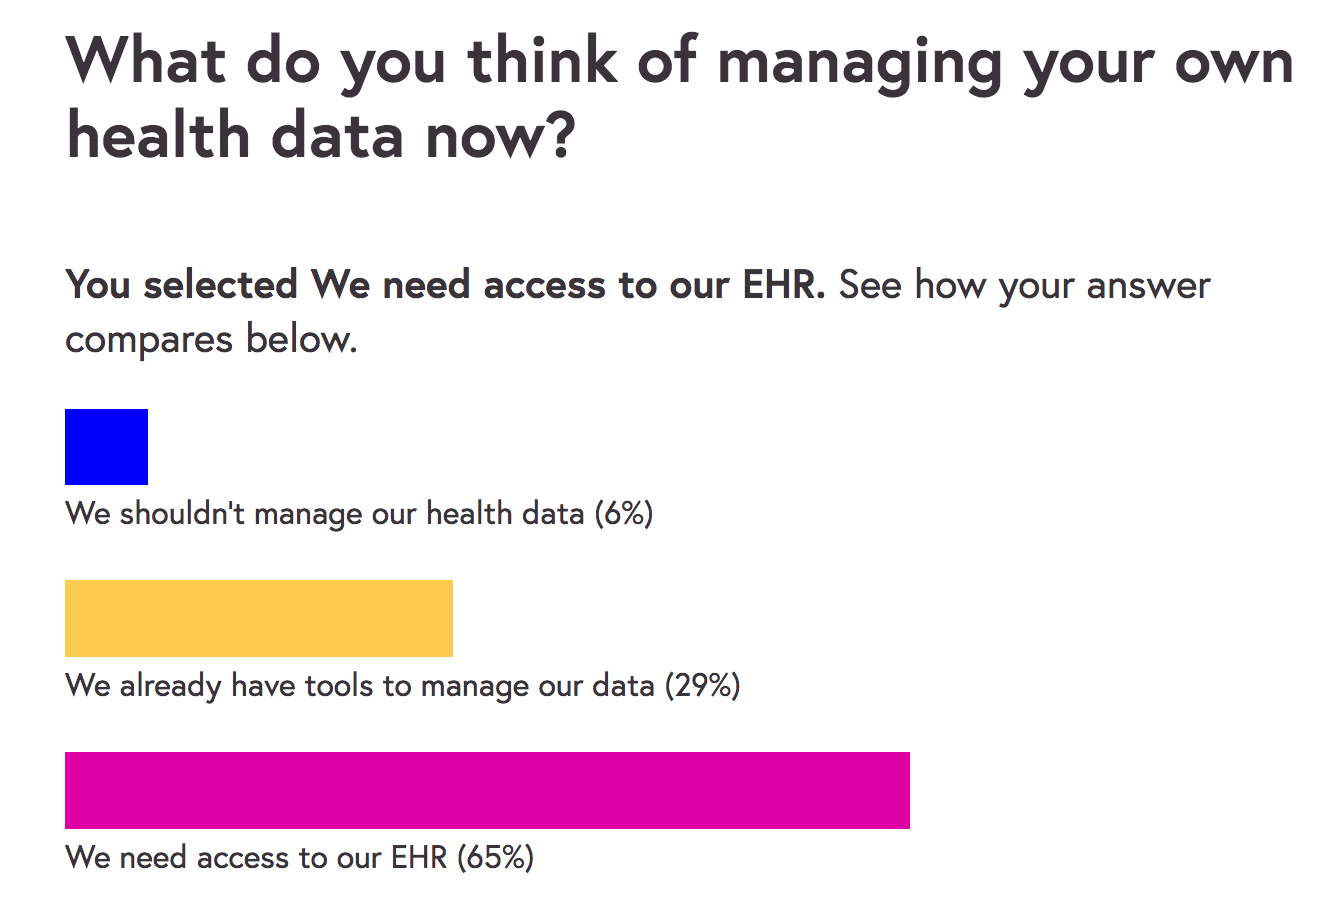 What do you think of managing your own
health data now?
You selected We need access to our EHR. See how your answer
compares below.
We shouldn't manage our health data (6%)
We already have tools to manage our data (29%)
We need access to our EHR (65%)